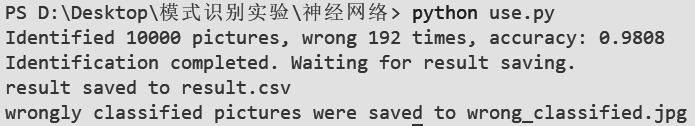 PS D:\Desktop\模式识别实验\神经网络> python use.py
Identified 10000 pictures, wrong 192 times, accuracy: 0.9808
Identification completed. Waiting for result saving.
result saved to result.csv
wrongly classified pictures were saved to wrong_classified.jpg